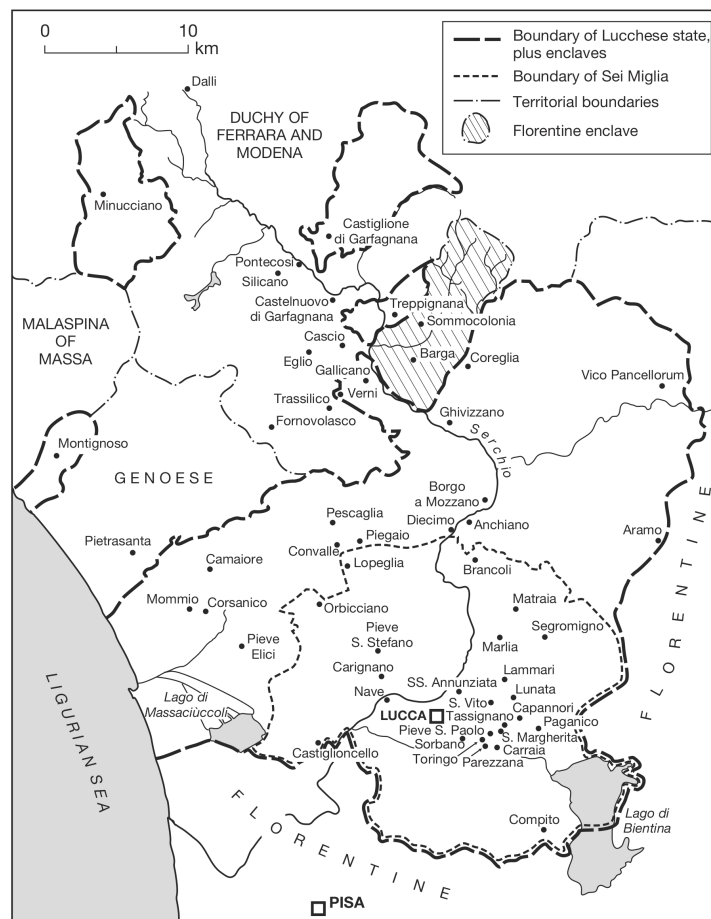 0
10
km
Boundary of Lucchese state,
plus enclaves
Boundary of Sei Miglia
Territorial boundaries
Florentine enclave
Dalli
DUCHY OF
FERRARA AND
MODENA
Minucciano
Castiglione
di Garfagnana
Pontecosi
Silicano
Castelnuovo
di Garfagnana
Treppignana
Sommocolonia
MALASPINA
OF
MASSA
Cascio
Eglio
Barga
Coreglia
Gallicano
Vico Pancellorum
Verni
Trassilico
Fornovolasco
Ghivizzano
Serchio
Montignoso
GENOESE
Borgo
a Mozzano
Pescaglia
Diecimo
Anchiano
Aramo
Pietrasanta
Convalle
Piegaio
Camaiore
Lopeglia
Brancoli
FLORENTINE
Mommio
Corsanico
Orbicciano
Matraia
Pieve
S. Stefano
Segromigno
Pieve
Elici
Marlia
Carignano
Lammari
LIGURIAN SEA
Lago di
Massaciùccoli
Nave
SS. Annunziata
Lunata
S. Vito
Capannori
LUCCA
Tassignano
Paganico
Pieve S. Paolo
S. Margherita
Castiglioncello
Sorbano
Carraia
Toringo
Parezzana
FLORENTINE
Compito
Lago di
Bientina
PISA